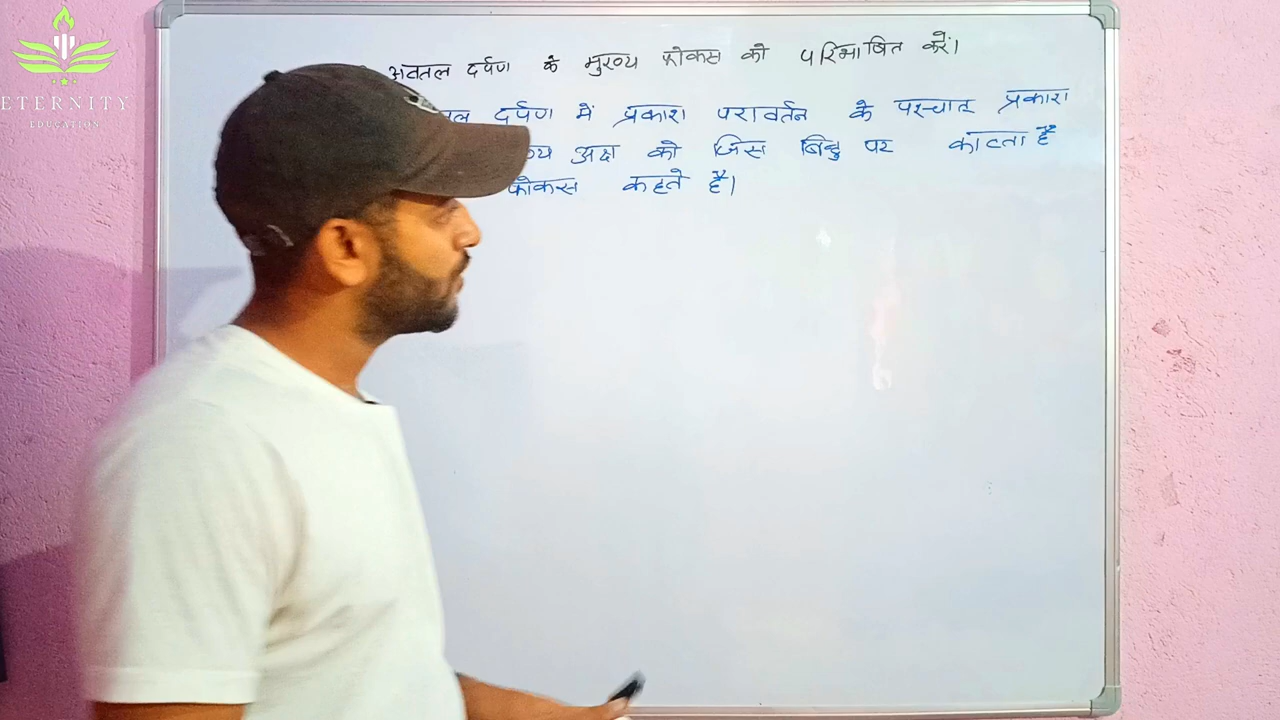 ETERNITY
EDUCATION
अवतल दर्पण के मुख्य फोकस को परिभाषित करें।
दर्पण में प्रकाश परावर्तन के पश्चात प्रकाश
अक्ष को जिस बिन्दु पर काटता है
फोकस कहते है।